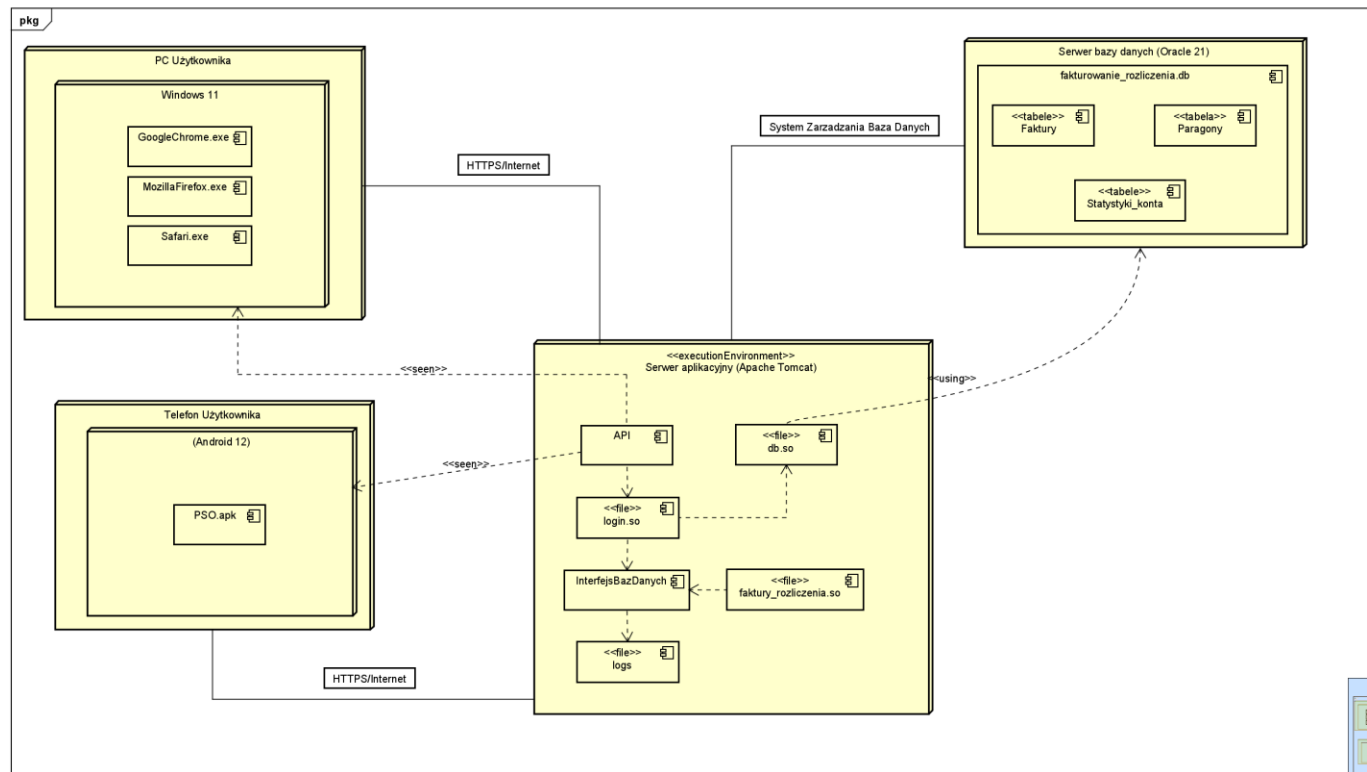 pkg
PC Użytkownika
Windows 11
GoogleChrome.exe
MozillaFirefox.exe
Safari.exe
HTTPS/Internet
System Zarzadzania Baza Danych
Serwer bazy danych (Oracle 21)
fakturowanie_rozliczenia.db
<<tabele>>
Faktury
<<tabela>>
Paragony
<<tabele>>
Statystyki_konta
<<seen>>
<<executionEnvironment>>
Serwer aplikacyjny (Apache Tomcat)
<<using>>
Telefon Użytkownika
(Android 12)
PSO.apk
<<seen>>
API
<<file>>
db.so
<<file>>
login.so
InterfejsBazDanych
<<file>>
faktury_rozliczenia.so
<<file>>
logs
HTTPS/Internet